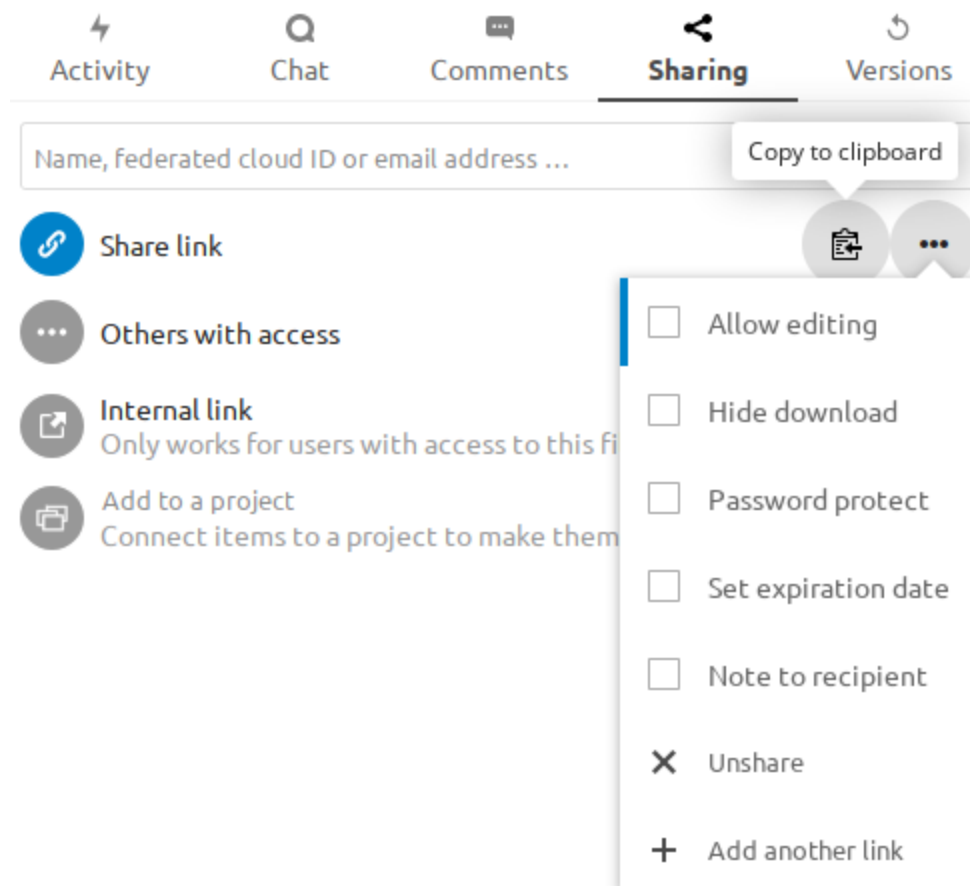 Activity
Chat
Comments
Sharing
Versions
Name, federated cloud ID or email address ...
Copy to clipboard
Share link
Others with access
Internal link
Only works for users with access to this
Add to a project
Connect items to a project to make them
Allow editing
Hide download
Password protect
Set expiration date
Note to recipient
Unshare
Add another link